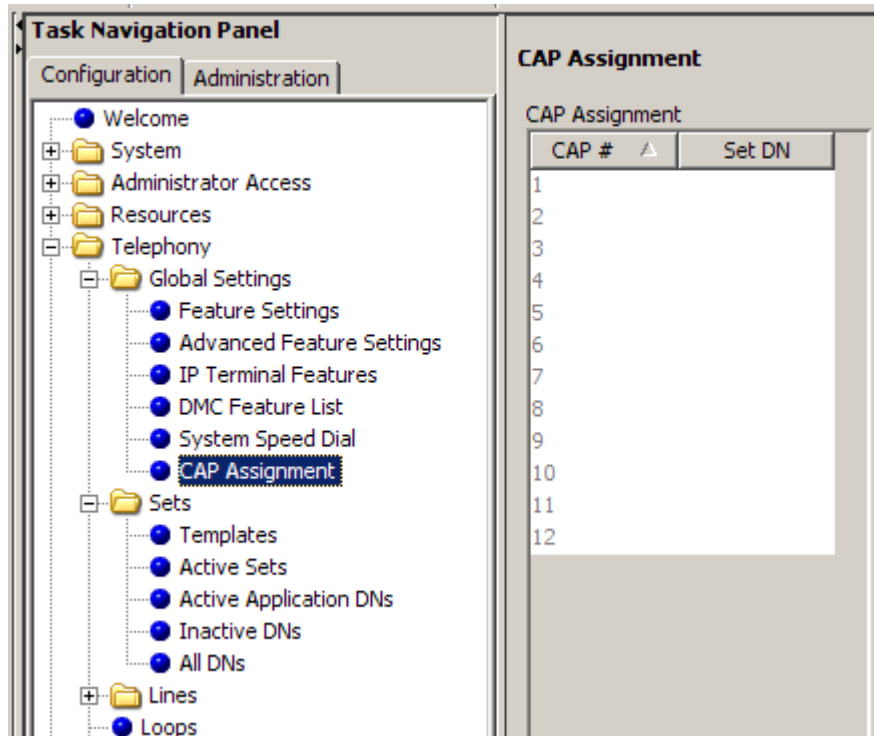 Task Navigation Panel
Configuration
Administration
Welcome
System
Administrator Access
Resources
Telephony
Global Settings
Feature Settings
Advanced Feature Settings
IP Terminal Features
DMC Feature List
System Speed Dial
CAP Assignment
Sets
Templates
Active Sets
Active Application DNs
Inactive DNs
All DNs
Lines
Loops
CAP Assignment
CAP Assignment
CAP # Set DN
1
2
3
4
5
6
7
8
9
10
11
12